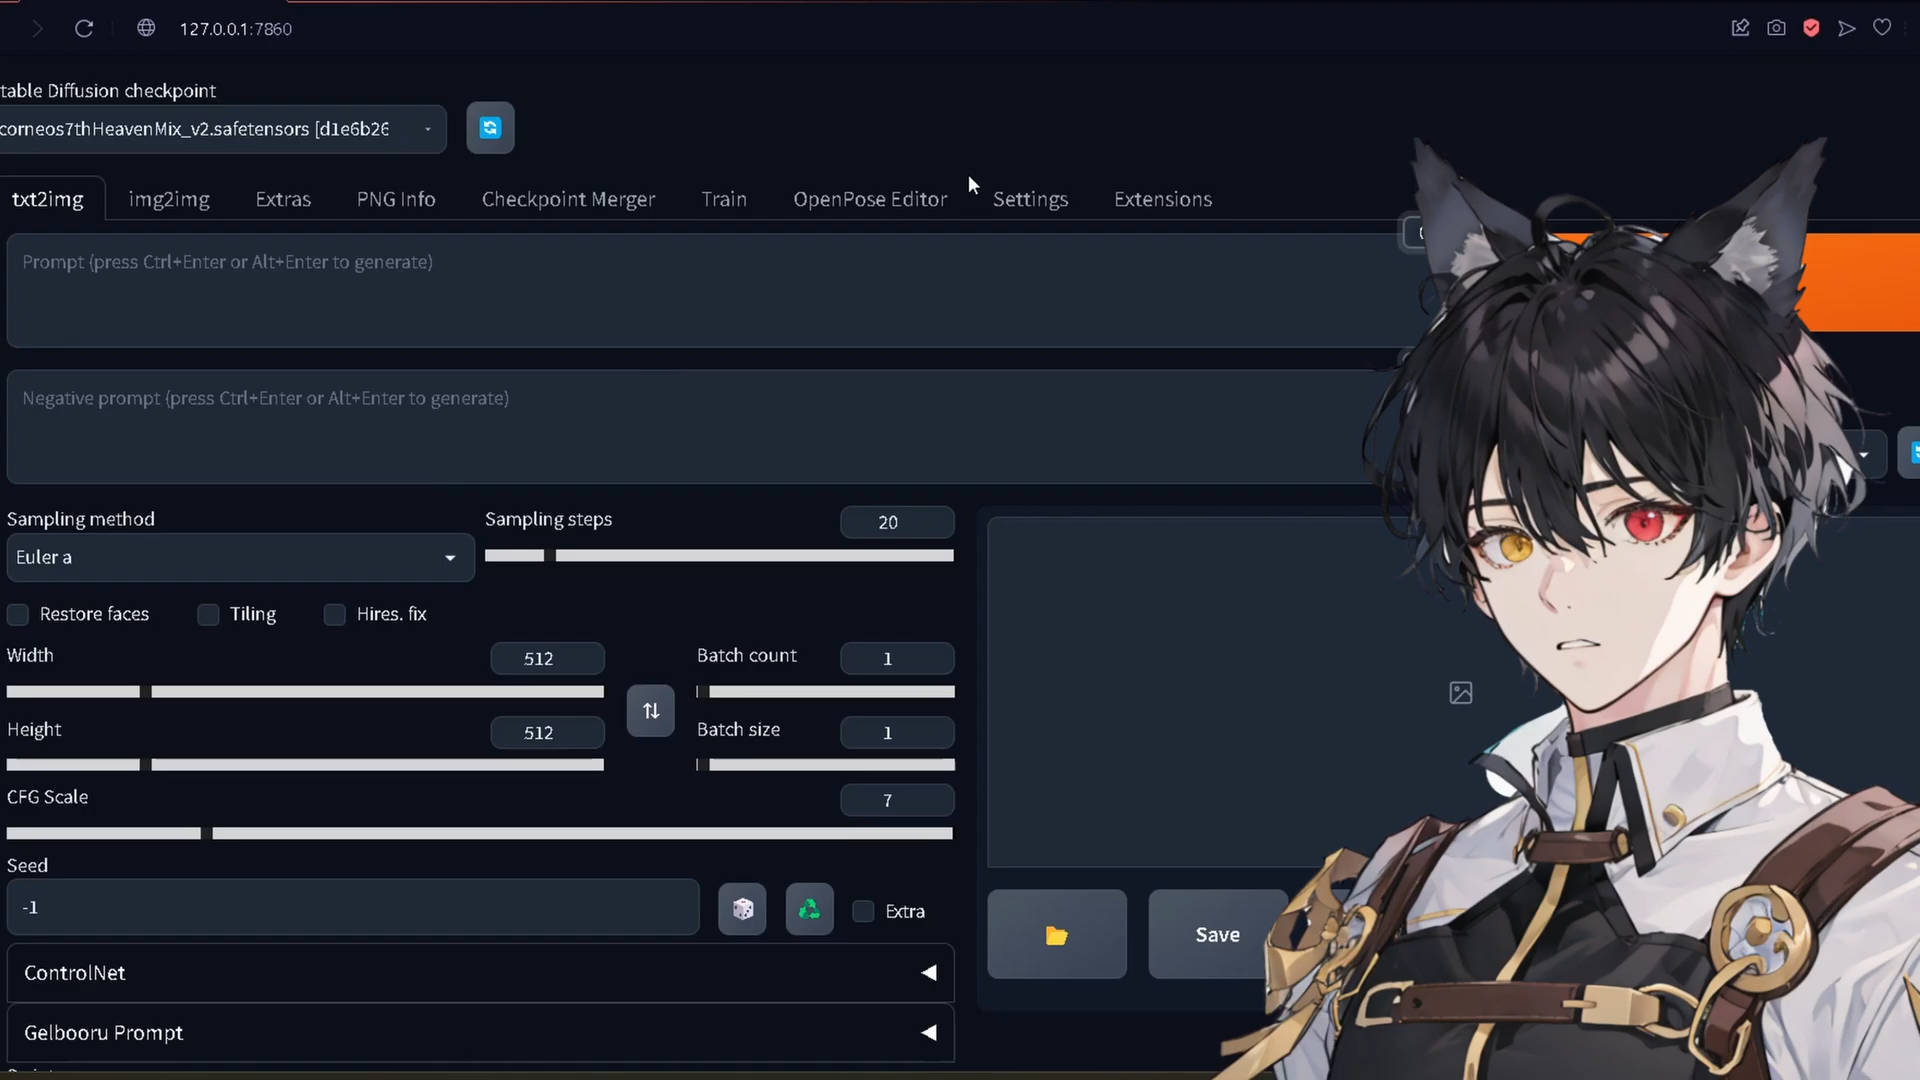 127.0.0.1:7860
table Diffusion checkpoint
corneos7thHeavenMix_v2.safetensors [d1e6b26
txt2img img2img Extras PNG Info Checkpoint Merger Train OpenPose Editor Settings Extensions
Prompt (press Ctrl+Enter or Alt+Enter to generate)
Negative prompt (press Ctrl+Enter or Alt+Enter to generate)
Sampling method
Euler a
Sampling steps
20
Restore faces Tiling Hires. fix
Width
512
Batch count
1
Height
512
Batch size
1
CFG Scale
7
Seed
-1
Extra
ControlNet
Gelbooru Prompt
Save